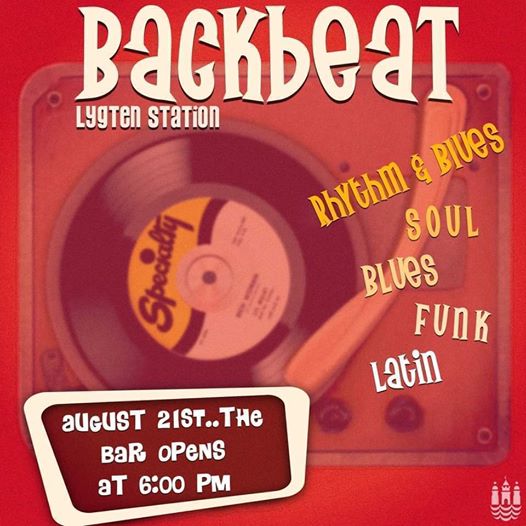 BACKBEAT
LYGTEN STATION
RHYTHM & BLUES
SOUL
BLUES
FUNK
LATIN
Specialty
AUGUST 21ST..THE
BAR OPENS
AT 6:00 PM